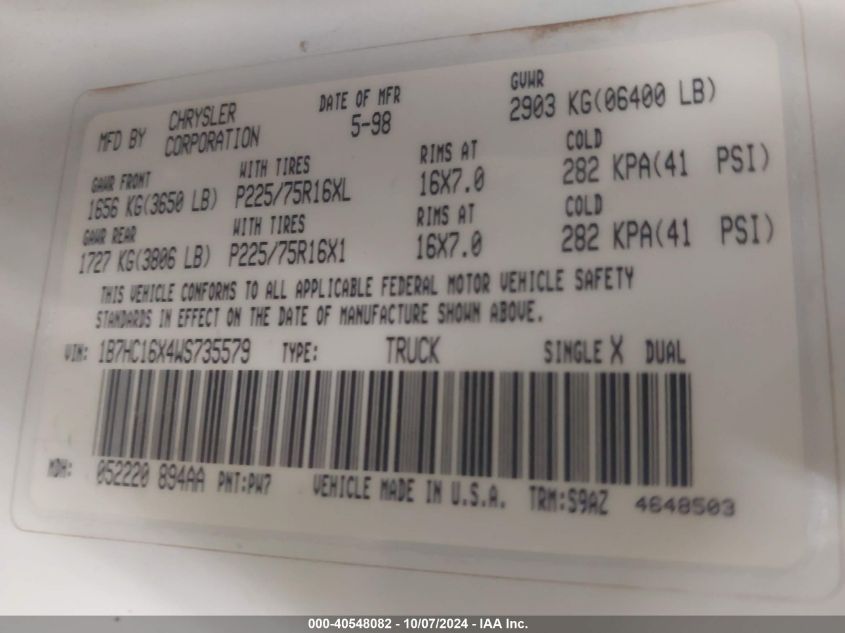 MFD BY CHRYSLER CORPORATION DATE OF MFR 5-98 GVWR 2903 KG(06400 LB)
GAWR FRONT WITH TIRES RIMS AT COLD
1656 KG(3650 LB) P225/75R16XL 16X7.0 282 KPA(41 PSI)
GAWR REAR WITH TIRES RIMS AT COLD
1727 KG(3806 LB) P225/75R16X1 16X7.0 282 KPA(41 PSI)
THIS VEHICLE CONFORMS TO ALL APPLICABLE FEDERAL MOTOR VEHICLE SAFETY
STANDARDS IN EFFECT ON THE DATE OF MANUFACTURE SHOWN ABOVE.
VIN: 1B7HC16X4WS735579 TYPE: TRUCK SINGLE X DUAL
MDH: 052220 894AA PNT:PW7 VEHICLE MADE IN U.S.A. TRM:S9AZ 4648503
000-40548082 - 10/07/2024 - IAA Inc.